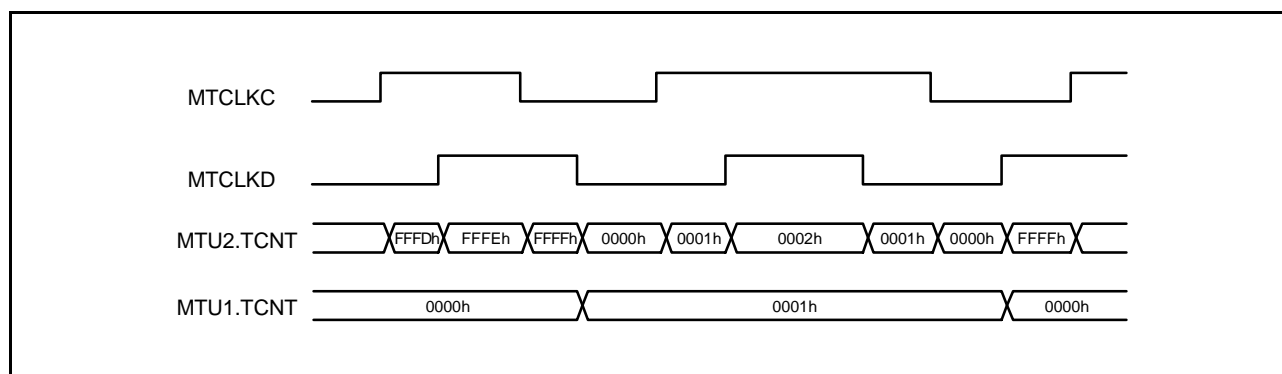 MTCLKC
MTCLKD
MTU2.TCNT FFFDh FFFEh FFFFh 0000h 0001h 0002h 0001h 0000h FFFFh
MTU1.TCNT 0000h 0001h 0000h